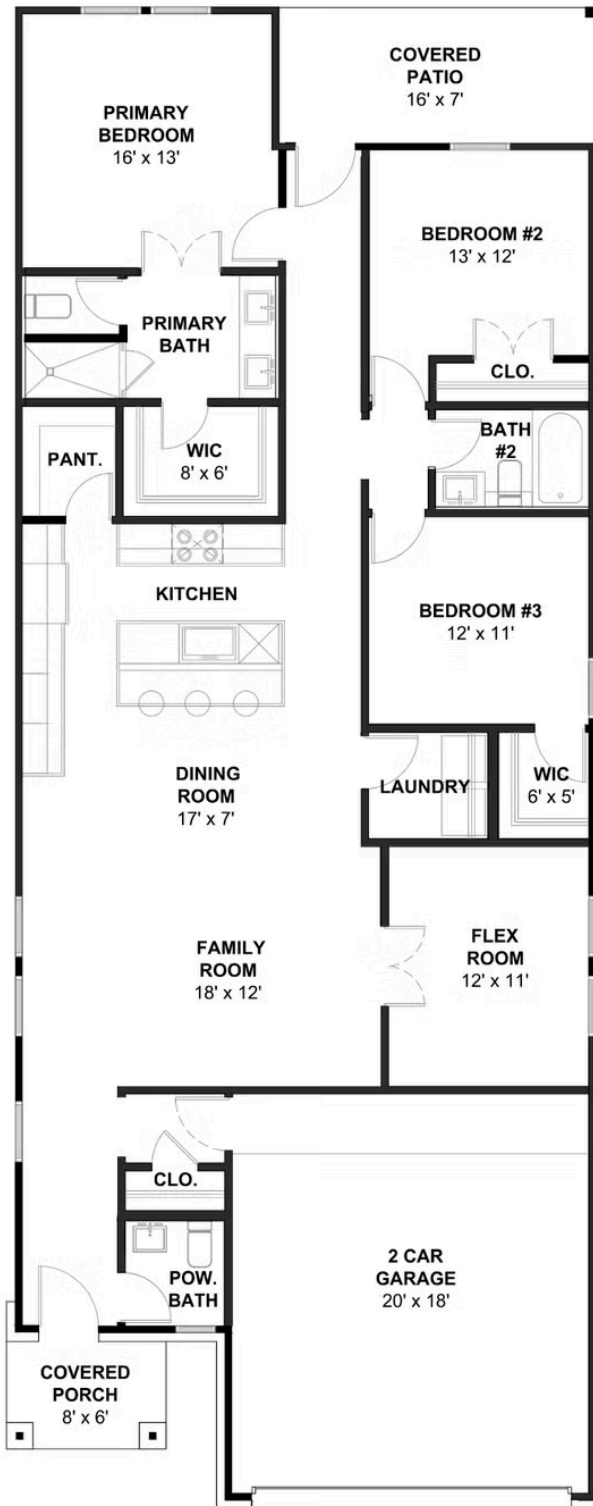 COVERED
PATIO
16' x 7'
PRIMARY
BEDROOM
16' x 13'
BEDROOM #2
13' x 12'
PRIMARY
BATH
CLO.
PANT.
WIC
8' x 6'
BATH
#2
KITCHEN
BEDROOM #3
12' x 11'
DINING
ROOM
17' x 7'
LAUNDRY
WIC
6' x 5'
FAMILY
ROOM
18' x 12'
FLEX
ROOM
12' x 11'
CLO.
POW.
BATH
2 CAR
GARAGE
20' x 18'
COVERED
PORCH
8' x 6'